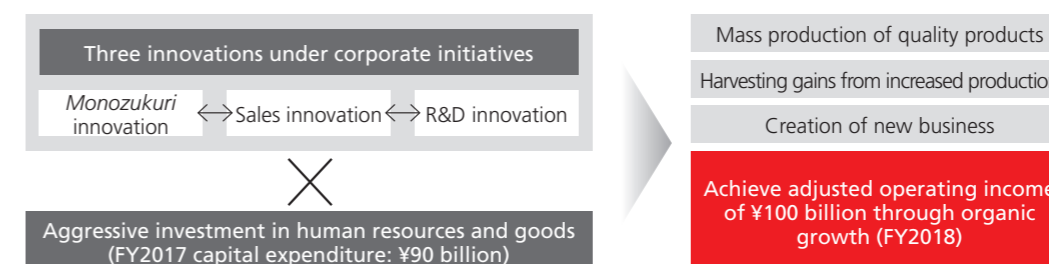 Three innovations under corporate initiatives
Monozukuri
innovation
Sales innovation
R&D innovation
Aggressive investment in human resources and goods
(FY2017 capital expenditure: ¥90 billion)
Mass production of quality products
Harvesting gains from increased production
Creation of new business
Achieve adjusted operating income
of ¥100 billion through organic
growth (FY2018)